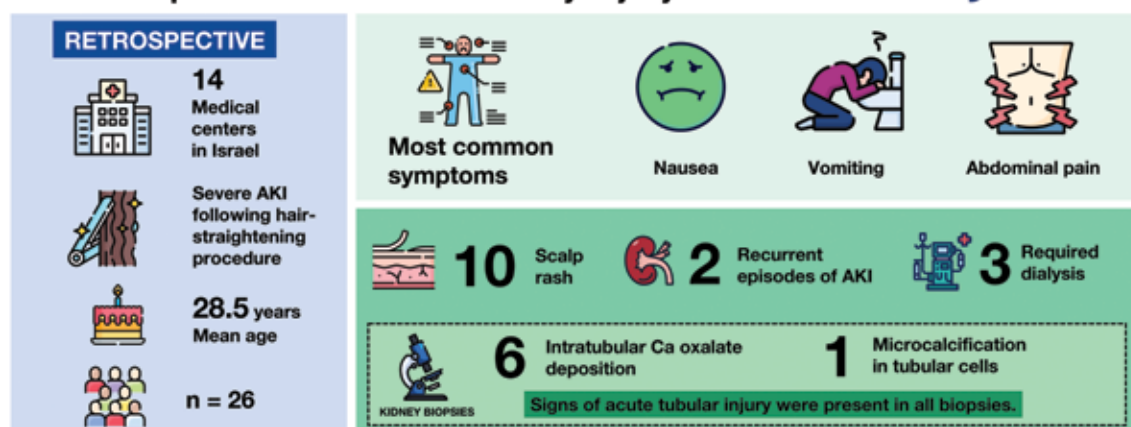 RETROSPECTIVE
14
Medical
centers
in Israel
Severe AKI
following hair-
straightening
procedure
28.5 years
Mean age
n = 26
Most common
symptoms
Nausea
Vomiting
Abdominal pain
10 Scalp
rash
2 Recurrent
episodes of AKI
3 Required
dialysis
KIDNEY BIOPSIES
6 Intratubular Ca oxalate
deposition
1 Microcalcification
in tubular cells
Signs of acute tubular injury were present in all biopsies.